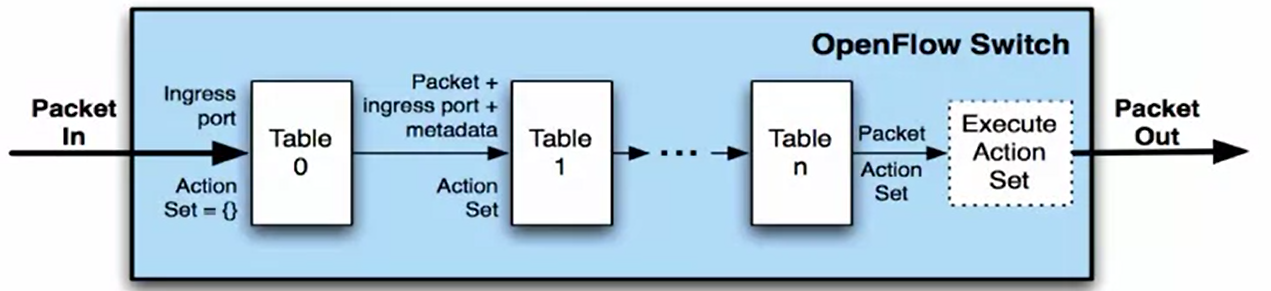 OpenFlow Switch
Packet
In
Ingress
port
Action
Set = {}
Table
0
Packet +
ingress port +
metadata
Action
Set
Table
1
...
Table
n
Packet
Action
Set
Execute
Action
Set
Packet
Out